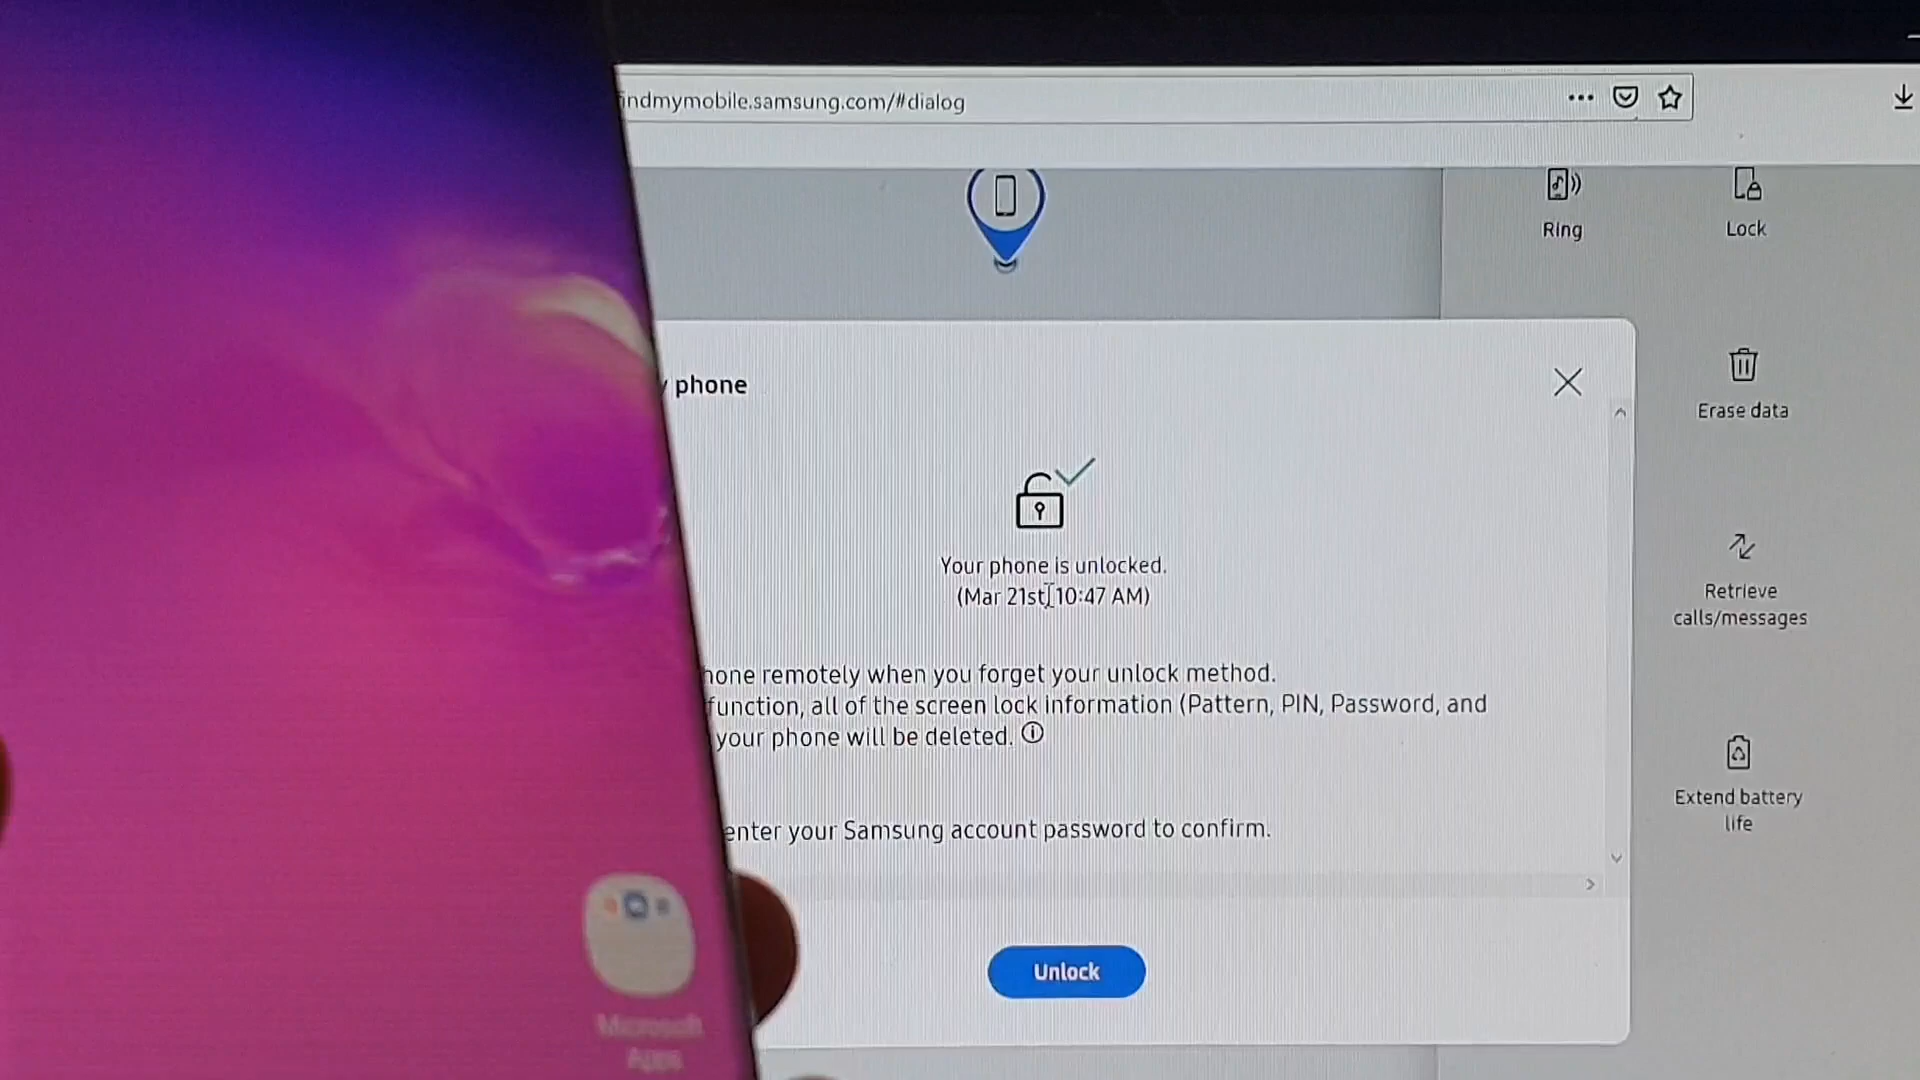 indmymobile.samsung.com/#dialog
Ring
Lock
phone
Erase data
Your phone is unlocked.
(Mar 21st 10:47 AM)
Retrieve
calls/messages
hone remotely when you forget your unlock method.
function, all of the screen lock information (Pattern, PIN, Password, and
your phone will be deleted.
Extend battery
life
enter your Samsung account password to confirm.
Unlock
Microsoft
Apps